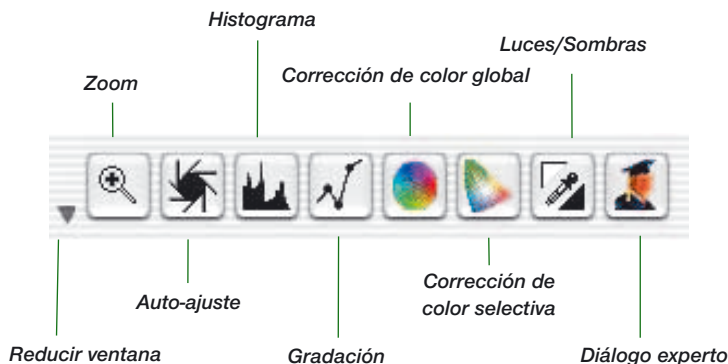 Histograma
Luces/Sombras
Corrección de color global
Zoom
Corrección de
color selectiva
Auto-ajuste
Reducir ventana
Gradación
Diálogo experto